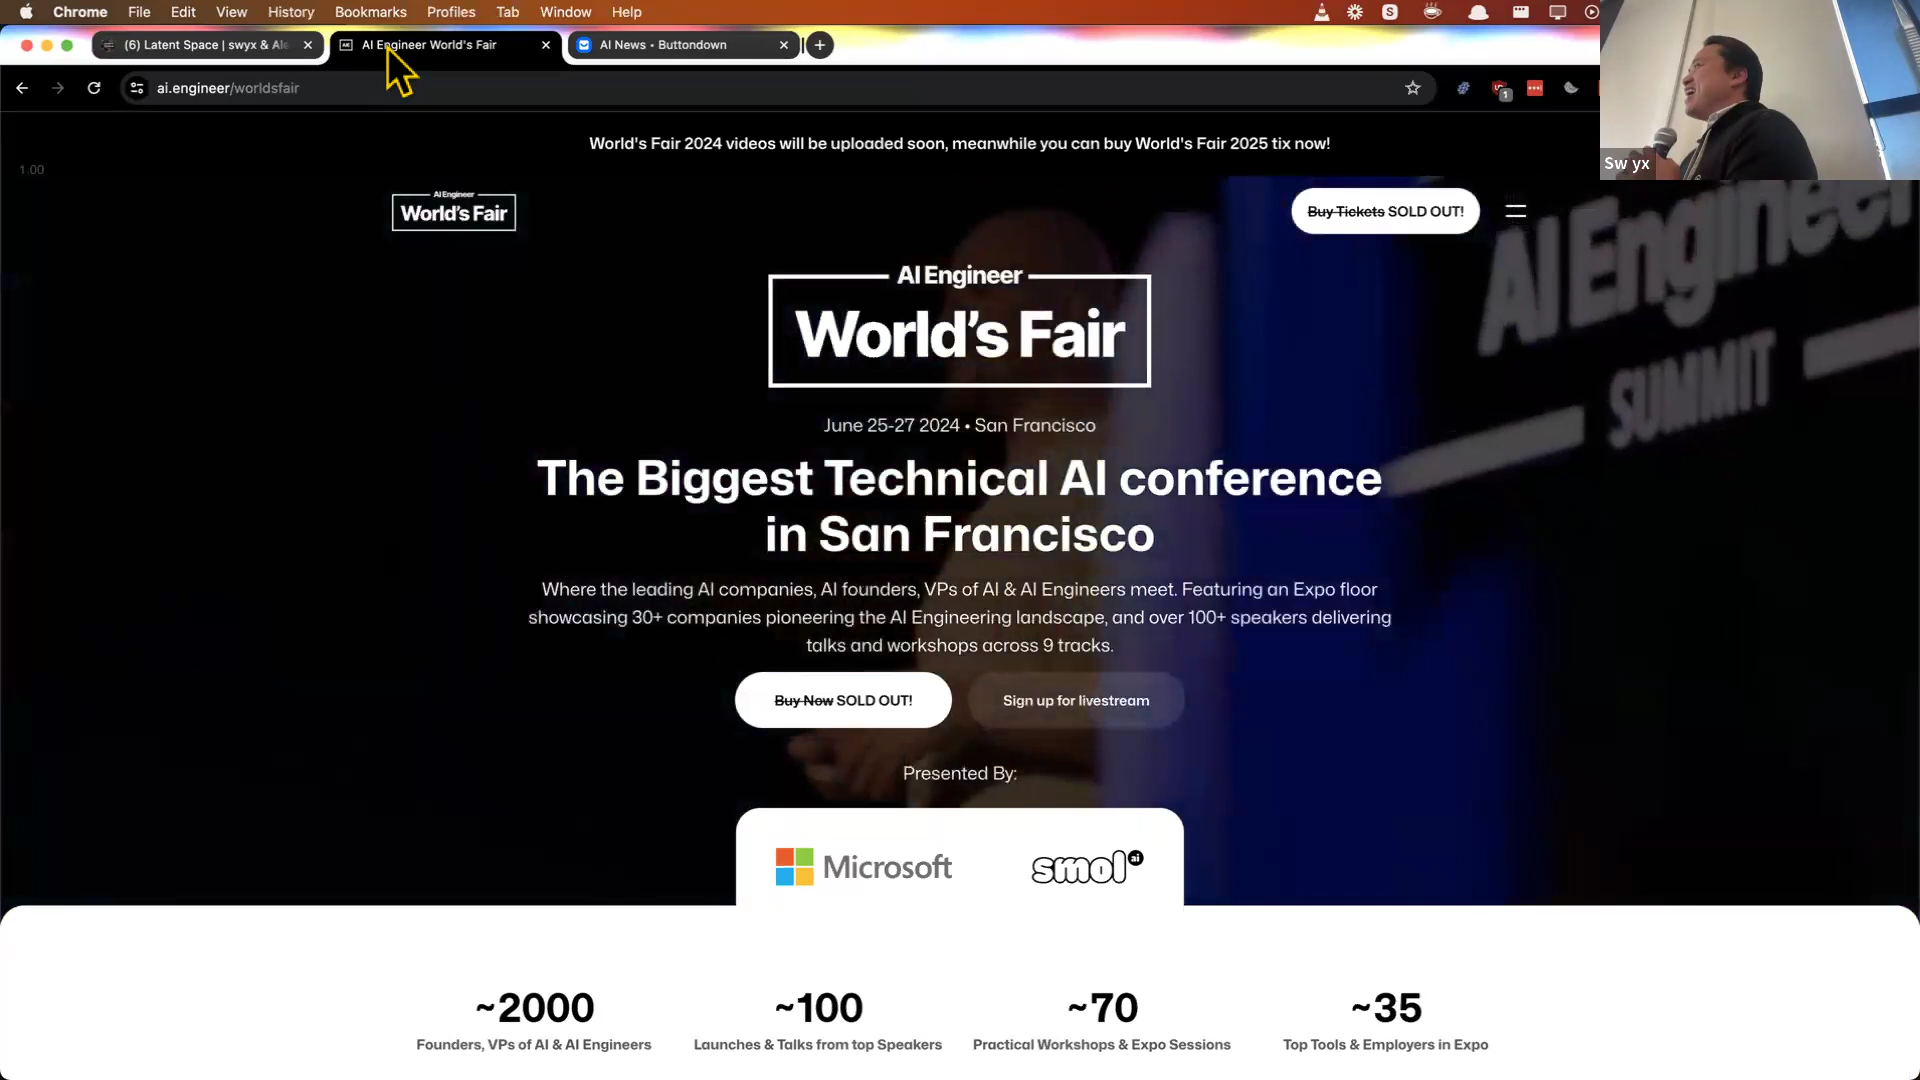 Chrome File Edit View History Bookmarks Profiles Tab Window Help
(6) Latent Space | swyx & Ale
AI Engineer World's Fair
AI News • Buttondown
ai.engineer/worldsfair
1
World's Fair 2024 videos will be uploaded soon, meanwhile you can buy World's Fair 2025 tix now!
Sw yx
1.00
AI Engineer
World's Fair
Buy Tickets SOLD OUT!
AI Engineer
SUMMIT
AI Engineer
World's Fair
June 25-27 2024 • San Francisco
The Biggest Technical AI conference
in San Francisco
Where the leading AI companies, AI founders, VPs of AI & AI Engineers meet. Featuring an Expo floor
showcasing 30+ companies pioneering the AI Engineering landscape, and over 100+ speakers delivering
talks and workshops across 9 tracks.
Buy Now SOLD OUT!
Sign up for livestream
Presented By:
Microsoft
smol ai
~2000
Founders, VPs of AI & AI Engineers
~100
Launches & Talks from top Speakers
~70
Practical Workshops & Expo Sessions
~35
Top Tools & Employers in Expo